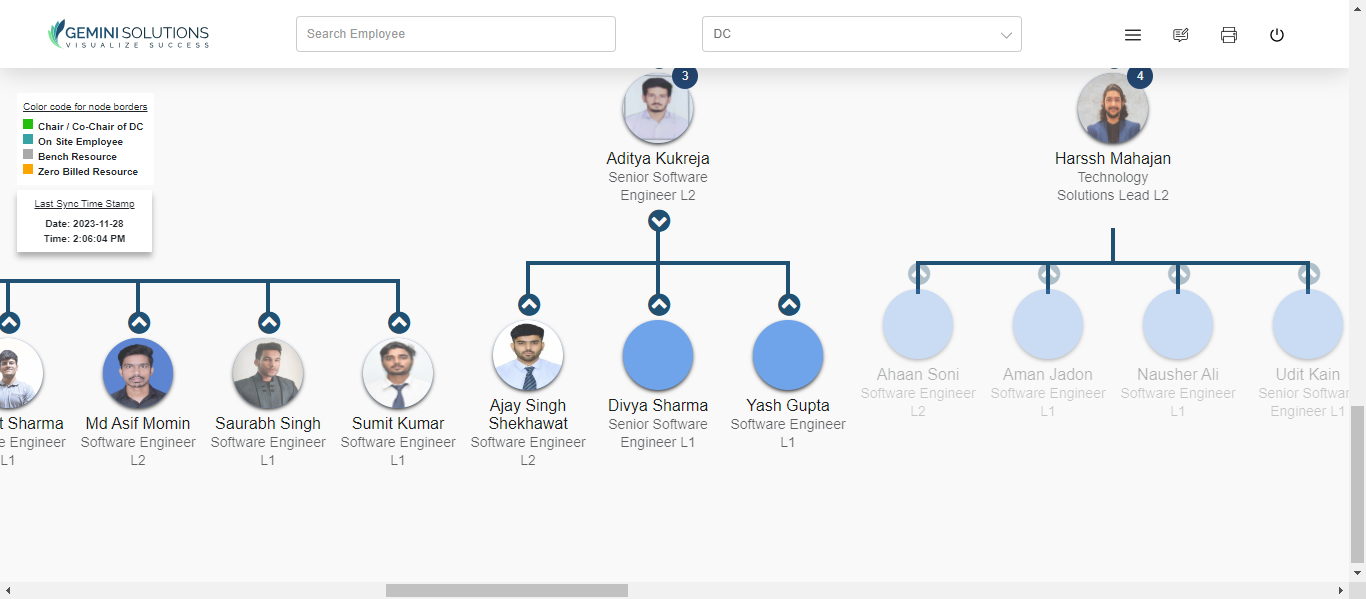 GEMINI SOLUTIONS
VISUALIZE SUCCESS
Search Employee
DC
Color code for node borders
Chair / Co-Chair of DC
On Site Employee
Bench Resource
Zero Billed Resource
Last Sync Time Stamp
Date: 2023-11-28
Time: 2:06:04 PM
3
Aditya Kukreja
Senior Software
Engineer L2
4
Harssh Mahajan
Technology
Solutions Lead L2
t Sharma
e Engineer
L1
Md Asif Momin
Software Engineer
L2
Saurabh Singh
Software Engineer
L1
Sumit Kumar
Software Engineer
L1
Ajay Singh
Shekhawat
Software Engineer
L2
Divya Sharma
Senior Software
Engineer L1
Yash Gupta
Software Engineer
L1
Ahaan Soni
Software Engineer
L2
Aman Jadon
Software Engineer
L1
Nausher Ali
Software Engineer
L1
Udit Kain
Senior Softwar
Engineer L1